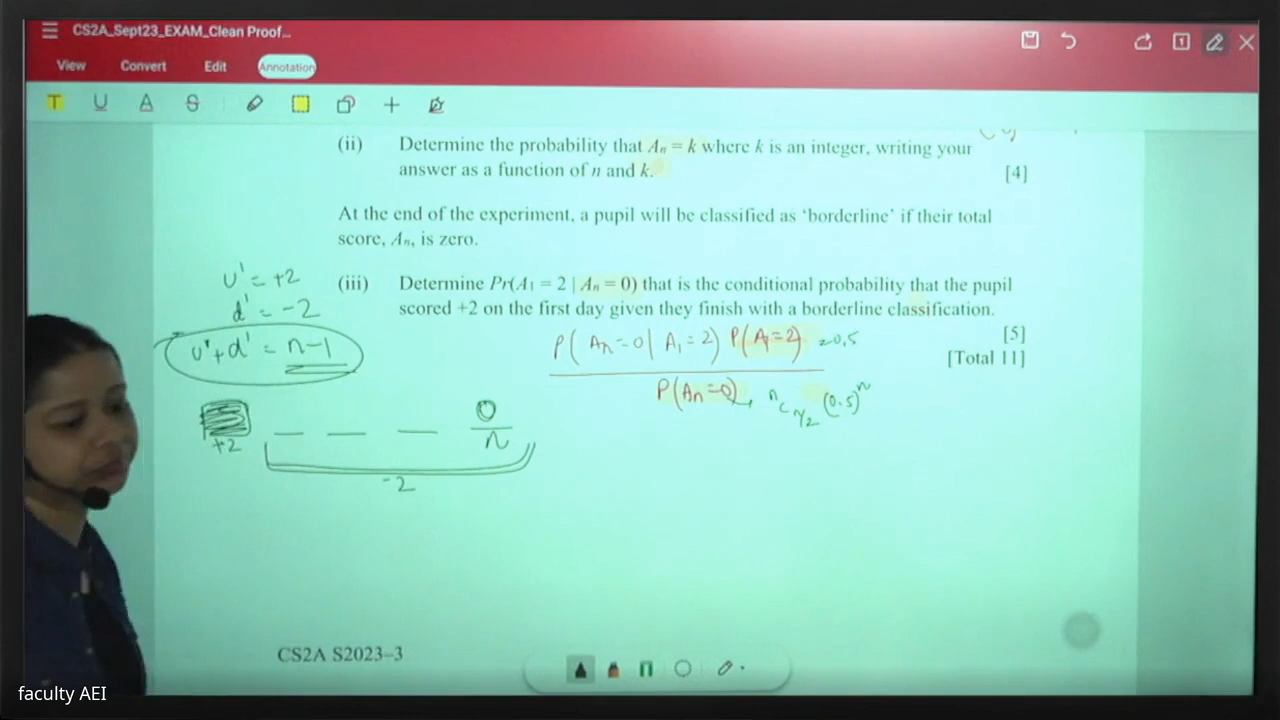 CS2A_Sept23_EXAM_Clean Proof...
View Convert Edit Annotation
T U A S
(ii) Determine the probability that Aₙ = k where k is an integer, writing your
answer as a function of n and k.
[4]
At the end of the experiment, a pupil will be classified as ‘borderline’ if their total
score, Aₙ, is zero.
(iii) Determine Pr(A₁ = 2 | Aₙ = 0) that is the conditional probability that the pupil
scored +2 on the first day given they finish with a borderline classification.
[5]
[Total 11]
u' = +2
d' = -2
u' + d' = n-1
P(An=0 | A₁=2) P(A₁=2) = 0.5
P(An=0) → ⁿC n/2 (0.5)ⁿ
+2
0
n
-2
CS2A S2023–3
faculty AEI